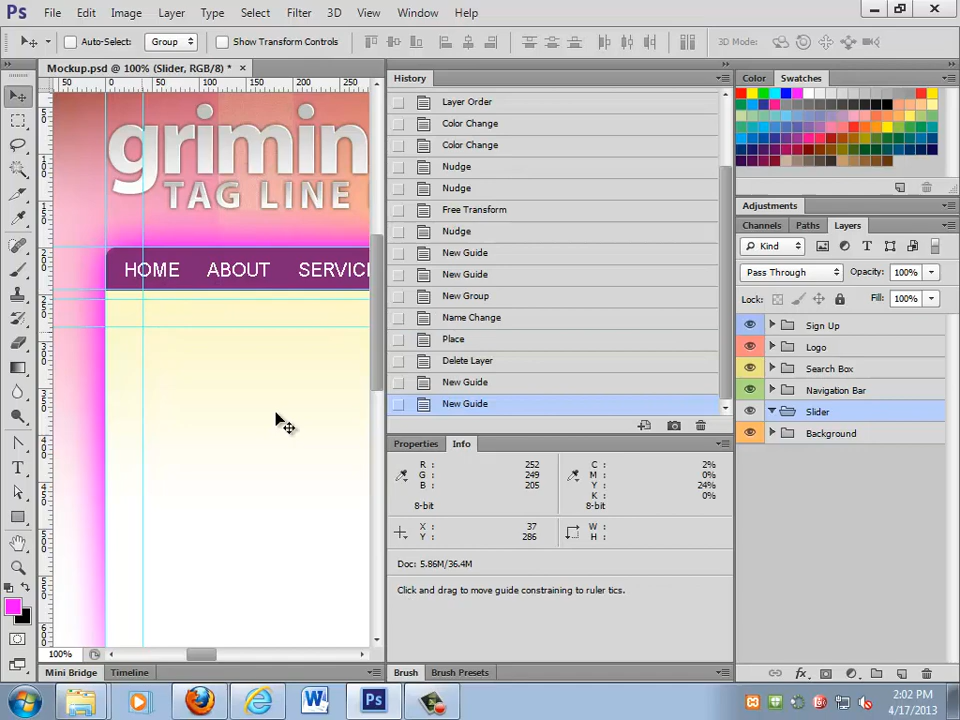 Ps File Edit Image Layer Type Select Filter 3D View Window Help
Auto-Select: Group Show Transform Controls 3D Mode:
Mockup.psd @ 100% (Slider, RGB/8) * ×
50 0 50 100 150 200 250
grimin
TAG LINE
HOME ABOUT SERVIC
100%
Mini Bridge Timeline
History
Layer Order
Color Change
Color Change
Nudge
Nudge
Free Transform
Nudge
New Guide
New Guide
New Group
Name Change
Place
Delete Layer
New Guide
New Guide
Properties Info
R : 252 C : 2%
G : 249 M : 0%
B : 205 Y : 24%
K : 0%
8-bit 8-bit
X : 37 W :
Y : 286 H :
Doc: 5.86M/36.4M
Click and drag to move guide constraining to ruler tics.
Brush Brush Presets
Color Swatches
Adjustments
Channels Paths Layers
Kind
Pass Through Opacity: 100%
Lock: Fill: 100%
Sign Up
Logo
Search Box
Navigation Bar
Slider
Background
2:02 PM
4/17/2013